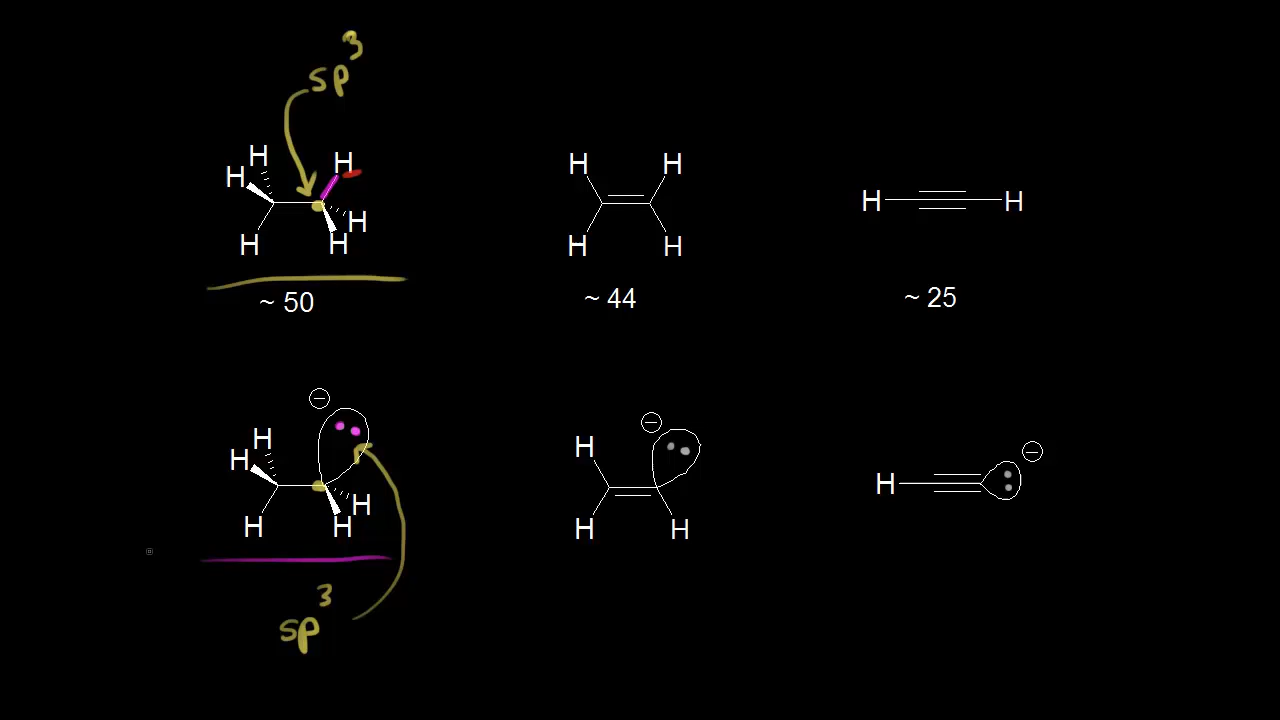 sp³
H H H H H
H H H H H
H H H H
~ 50 ~ 44 ~ 25
⊖ ⊖ ⊖
H H H H
H H H H H H
sp³